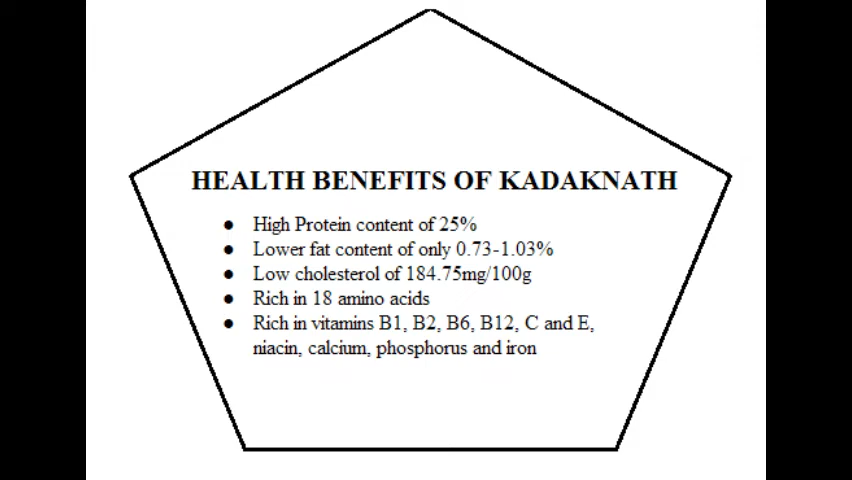 HEALTH BENEFITS OF KADAKNATH
● High Protein content of 25%
● Lower fat content of only 0.73-1.03%
● Low cholesterol of 184.75mg/100g
● Rich in 18 amino acids
● Rich in vitamins B1, B2, B6, B12, C and E,
niacin, calcium, phosphorus and iron